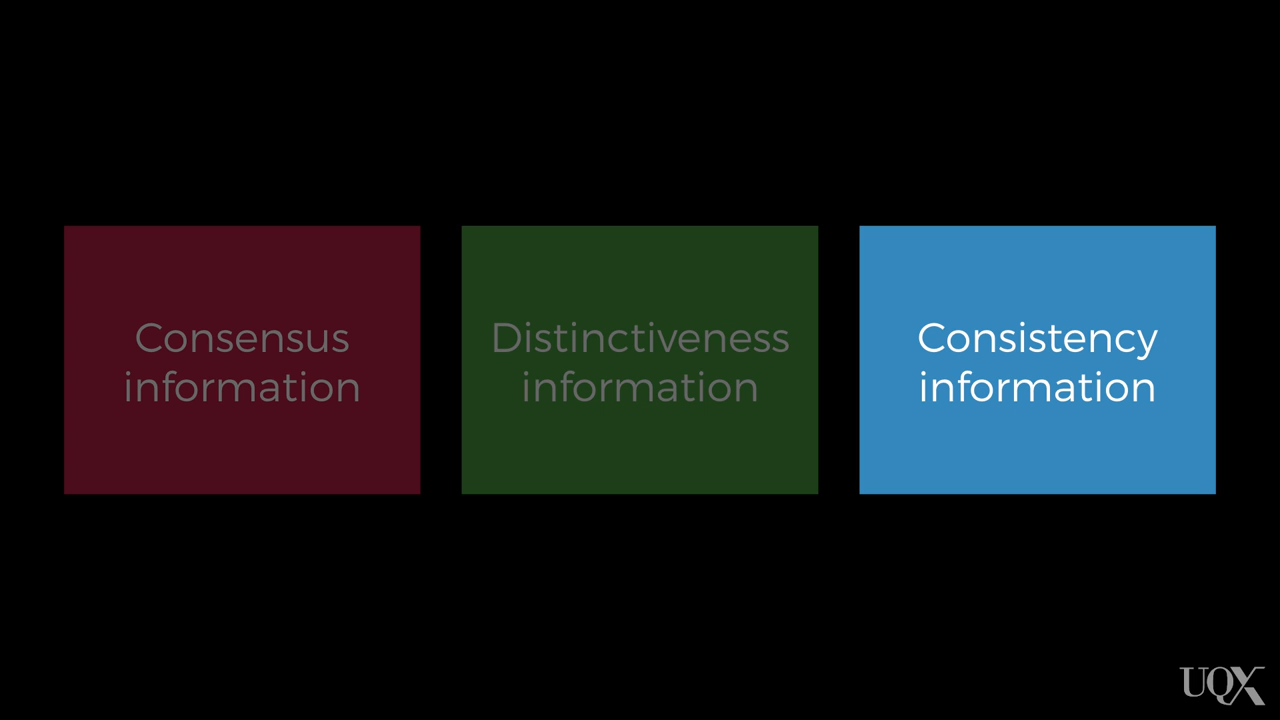 Consensus
information
Distinctiveness
information
Consistency
information
UQX